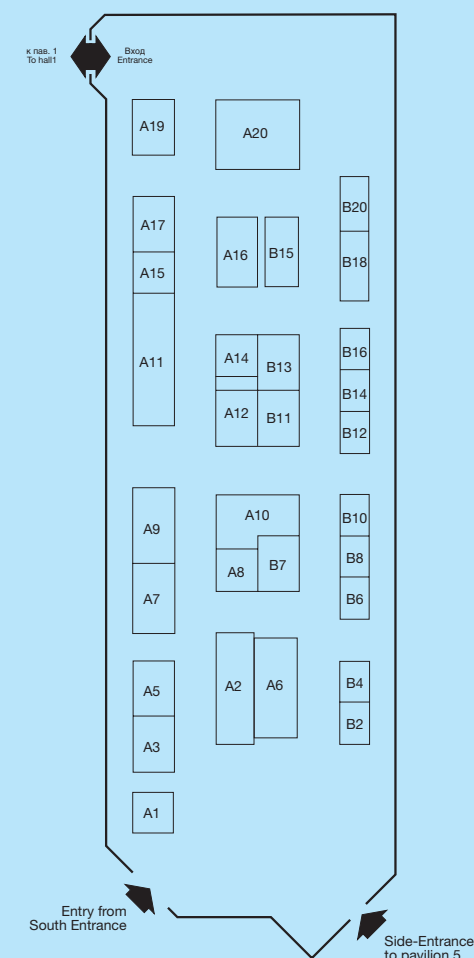 к пав. 1
To hall1
Вход
Entrance
A19
A20
B20
A17
A16
B15
B18
A15
A11
A14
B13
B16
B14
A12
B11
B12
A10
B10
A9
A8
B7
B8
A7
B6
A5
A2
A6
B4
A3
B2
A1
Entry from
South Entrance
Side-Entrance
to pavilion 5